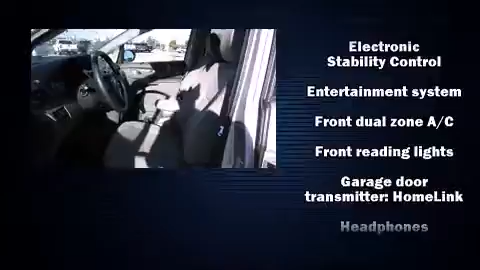 Electronic
Stability Control
Entertainment system
Front dual zone A/C
Front reading lights
Garage door
transmitter: HomeLink
Headphones